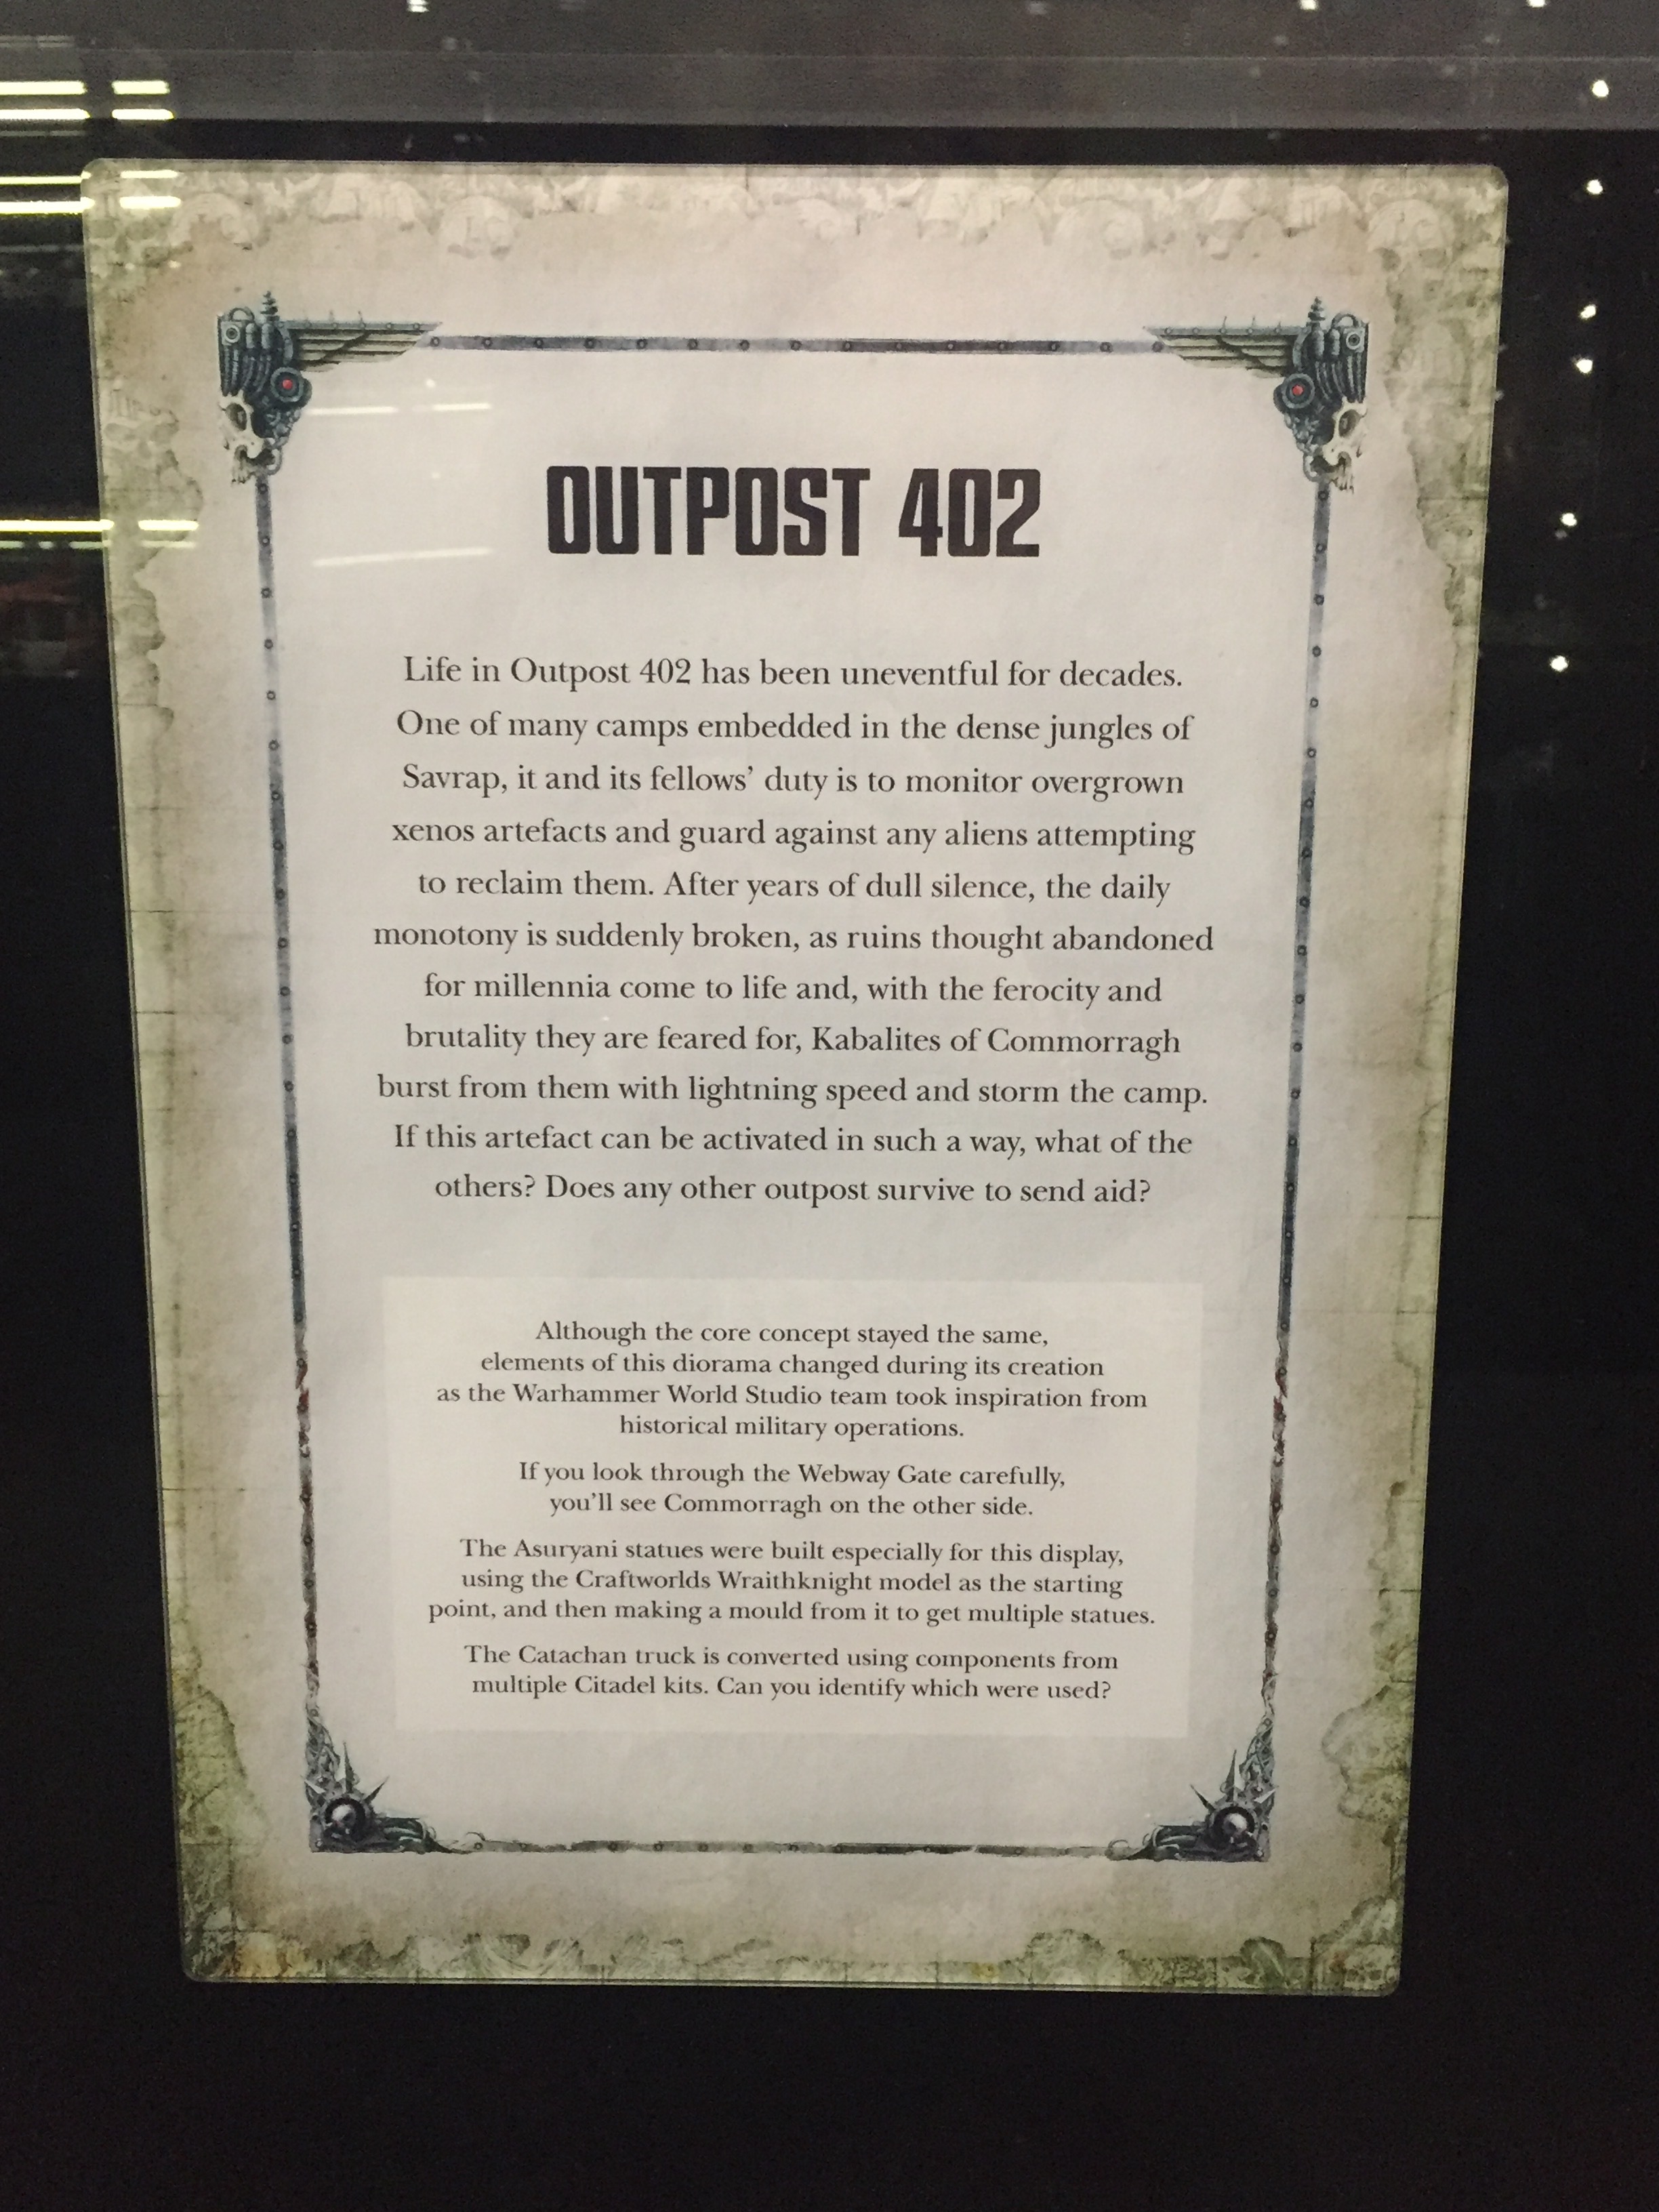 OUTPOST 402
Life in Outpost 402 has been uneventful for decades.
One of many camps embedded in the dense jungles of
Savrap, it and its fellows’ duty is to monitor overgrown
xenos artefacts and guard against any aliens attempting
to reclaim them. After years of dull silence, the daily
monotony is suddenly broken, as ruins thought abandoned
for millennia come to life and, with the ferocity and
brutality they are feared for, Kabalites of Commorragh
burst from them with lightning speed and storm the camp.
If this artefact can be activated in such a way, what of the
others? Does any other outpost survive to send aid?
Although the core concept stayed the same,
elements of this diorama changed during its creation
as the Warhammer World Studio team took inspiration from
historical military operations.
If you look through the Webway Gate carefully,
you’ll see Commorragh on the other side.
The Asuryani statues were built especially for this display,
using the Craftworlds Wraithknight model as the starting
point, and then making a mould from it to get multiple statues.
The Catachan truck is converted using components from
multiple Citadel kits. Can you identify which were used?